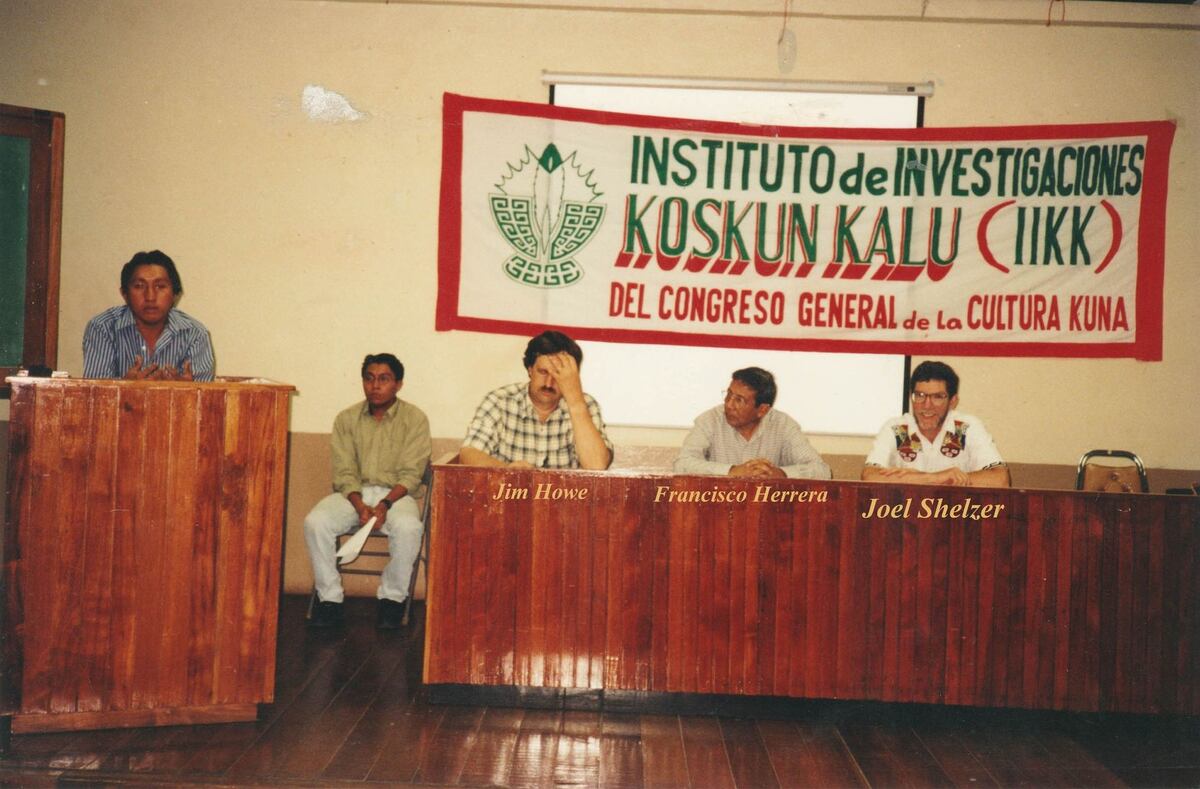 INSTITUTO de INVESTIGACIONES
KOSKUN KALU (IIKK)
DEL CONGRESO GENERAL de la CULTURA KUNA
Jim Howe
Francisco Herrera
Joel Shelzer